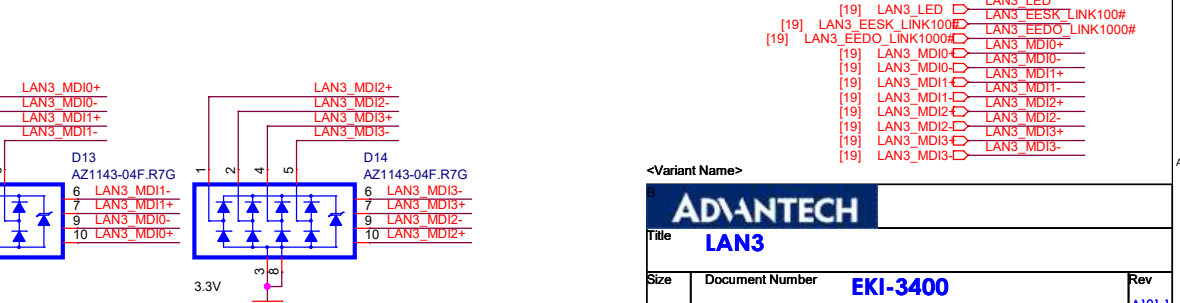 LAN3_LED
[19] LAN3_LED
LAN3_EESK_LINK100#
[19] LAN3_EESK_LINK100#
LAN3_EEDO_LINK1000#
[19] LAN3_EEDO_LINK1000#
LAN3_MDI0+
[19] LAN3_MDI0+
LAN3_MDI0-
[19] LAN3_MDI0-
LAN3_MDI1+
[19] LAN3_MDI1+
LAN3_MDI1-
[19] LAN3_MDI1-
LAN3_MDI2+
[19] LAN3_MDI2+
LAN3_MDI2-
[19] LAN3_MDI2-
LAN3_MDI3+
[19] LAN3_MDI3+
LAN3_MDI3-
[19] LAN3_MDI3-
LAN3_MDI0+
LAN3_MDI0-
LAN3_MDI1+
LAN3_MDI1-
D13
AZ1143-04F.R7G
6 LAN3_MDI1-
7 LAN3_MDI1+
9 LAN3_MDI0-
10 LAN3_MDI0+
LAN3_MDI2+
LAN3_MDI2-
LAN3_MDI3+
LAN3_MDI3-
1
2
4
5
D14
AZ1143-04F.R7G
6 LAN3_MDI3-
7 LAN3_MDI3+
9 LAN3_MDI2-
10 LAN3_MDI2+
3
8
3.3V
<Variant Name>
ADVANTECH
Title
LAN3
Size
Document Number
EKI-3400
Rev